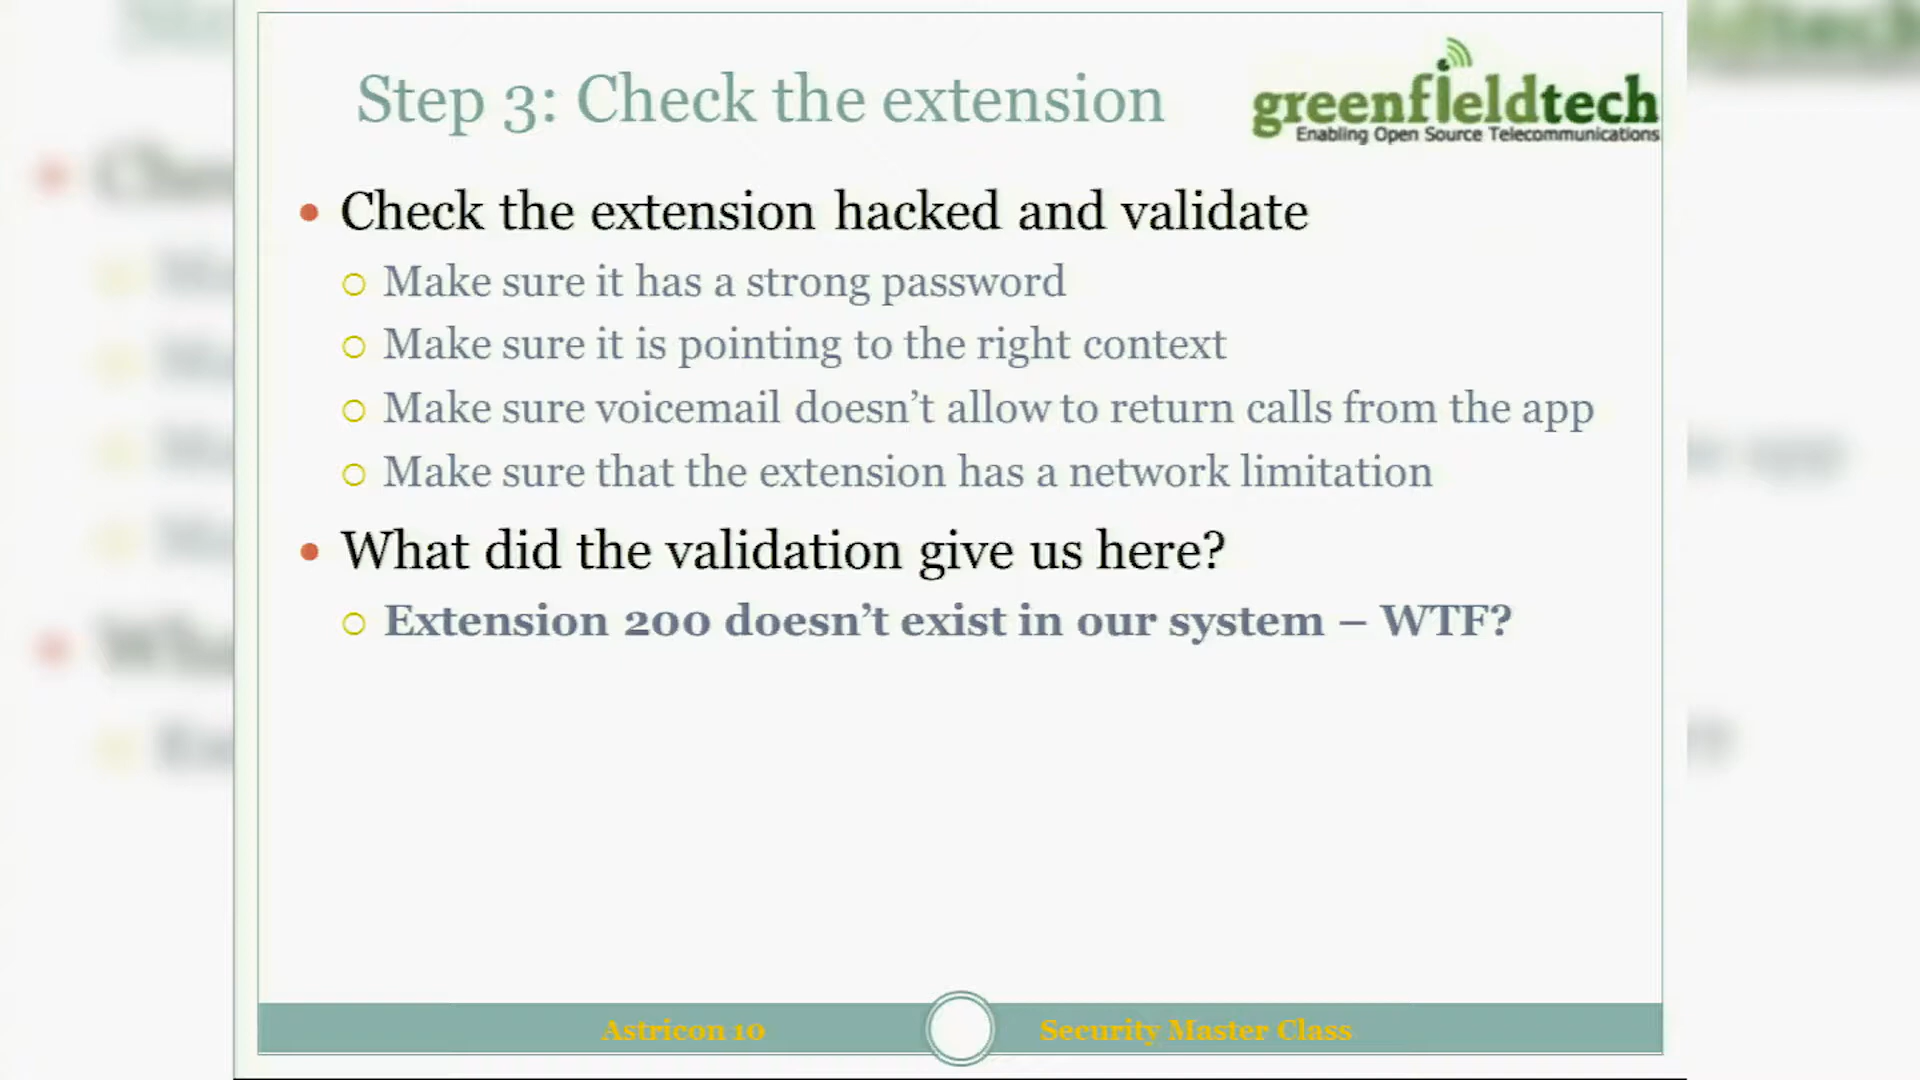 Step 3: Check the extension
greenfieldtech
Enabling Open Source Telecommunications
Check the extension hacked and validate
Make sure it has a strong password
Make sure it is pointing to the right context
Make sure voicemail doesn’t allow to return calls from the app
Make sure that the extension has a network limitation
What did the validation give us here?
Extension 200 doesn’t exist in our system – WTF?
Astricon 10
Security Master Class